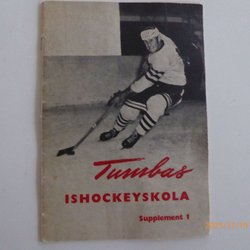 Tumbas
ISHOCKEYSKOLA
Supplement 1